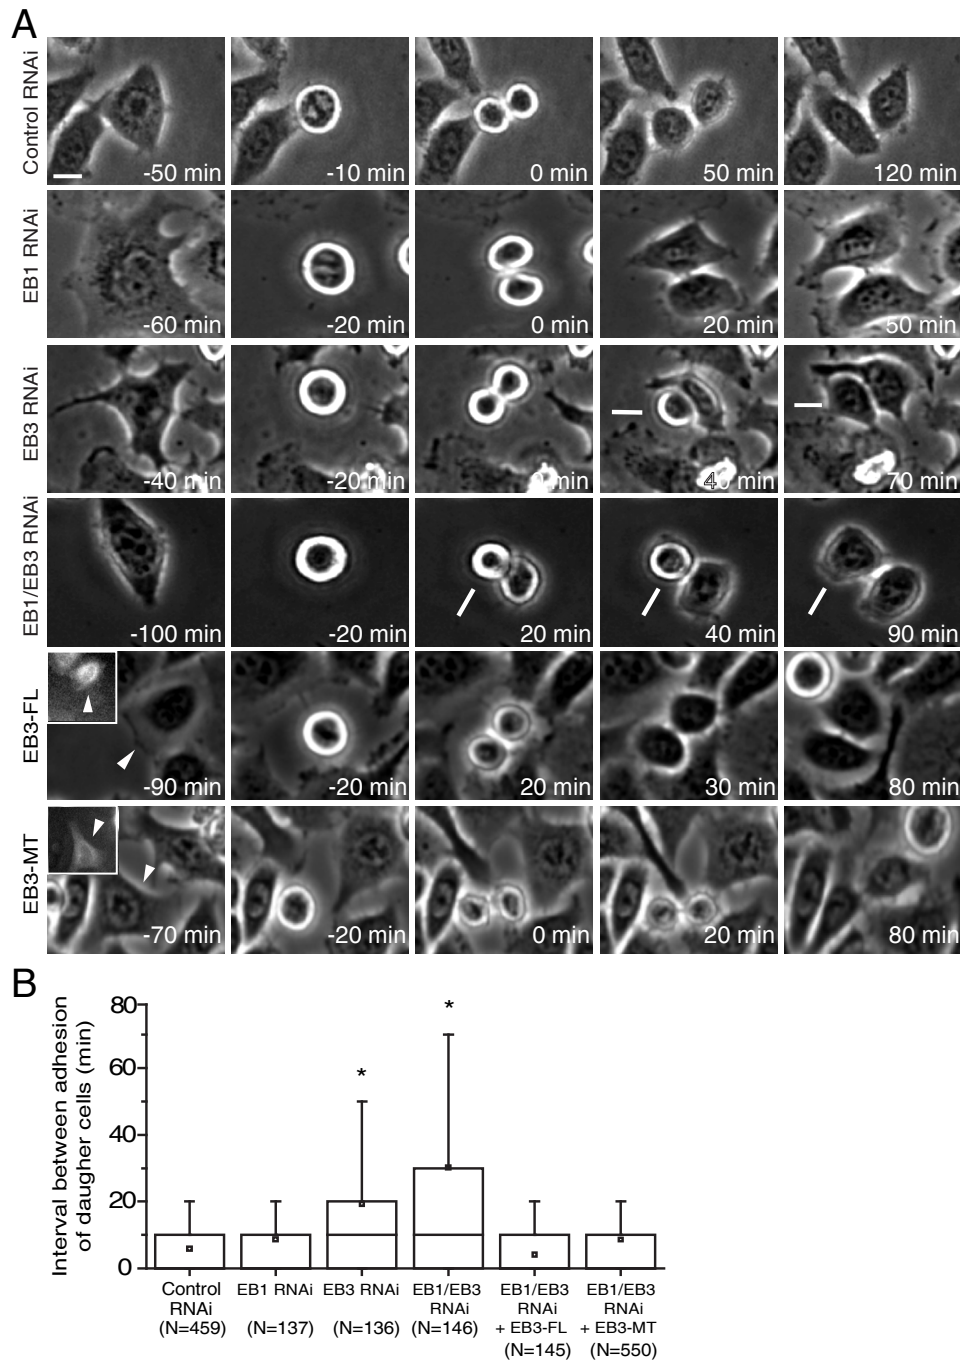 A
Control RNAi
-50 min
-10 min
0 min
50 min
120 min
EB1 RNAi
-60 min
-20 min
0 min
20 min
50 min
EB3 RNAi
-40 min
-20 min
min
40 min
70 min
EB1/EB3 RNAi
-100 min
-20 min
20 min
40 min
90 min
EB3-FL
-90 min
-20 min
20 min
30 min
80 min
EB3-MT
-70 min
-20 min
0 min
20 min
80 min
B
Interval between adhesion
of daugher cells (min)
80
60
40
20
0
*
*
Control
RNAi
(N=459)
EB1 RNAi
(N=137)
EB3 RNAi
(N=136)
EB1/EB3
RNAi
(N=146)
EB1/EB3
RNAi
+ EB3-FL
(N=145)
EB1/EB3
RNAi
+ EB3-MT
(N=550)